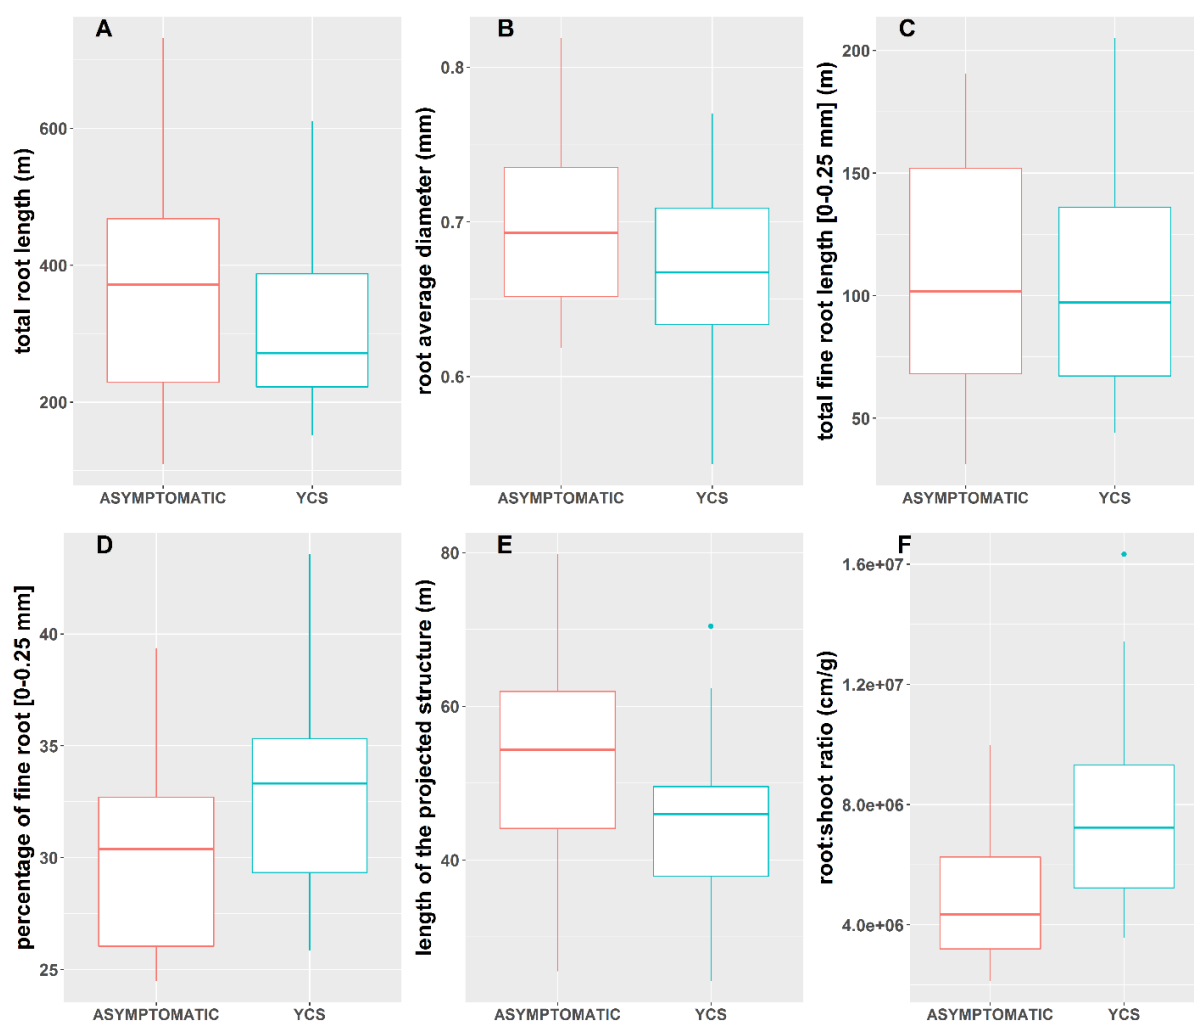 A
total root length (m)
600
400
200
ASYMPTOMATIC YCS
B
root average diameter (mm)
0.8
0.7
0.6
ASYMPTOMATIC YCS
C
total fine root length [0-0.25 mm] (m)
200
150
100
50
ASYMPTOMATIC YCS
D
percentage of fine root [0-0.25 mm]
40
35
30
25
ASYMPTOMATIC YCS
E
length of the projected structure (m)
80
60
40
ASYMPTOMATIC YCS
F
root:shoot ratio (cm/g)
1.6e+07
1.2e+07
8.0e+06
4.0e+06
ASYMPTOMATIC YCS